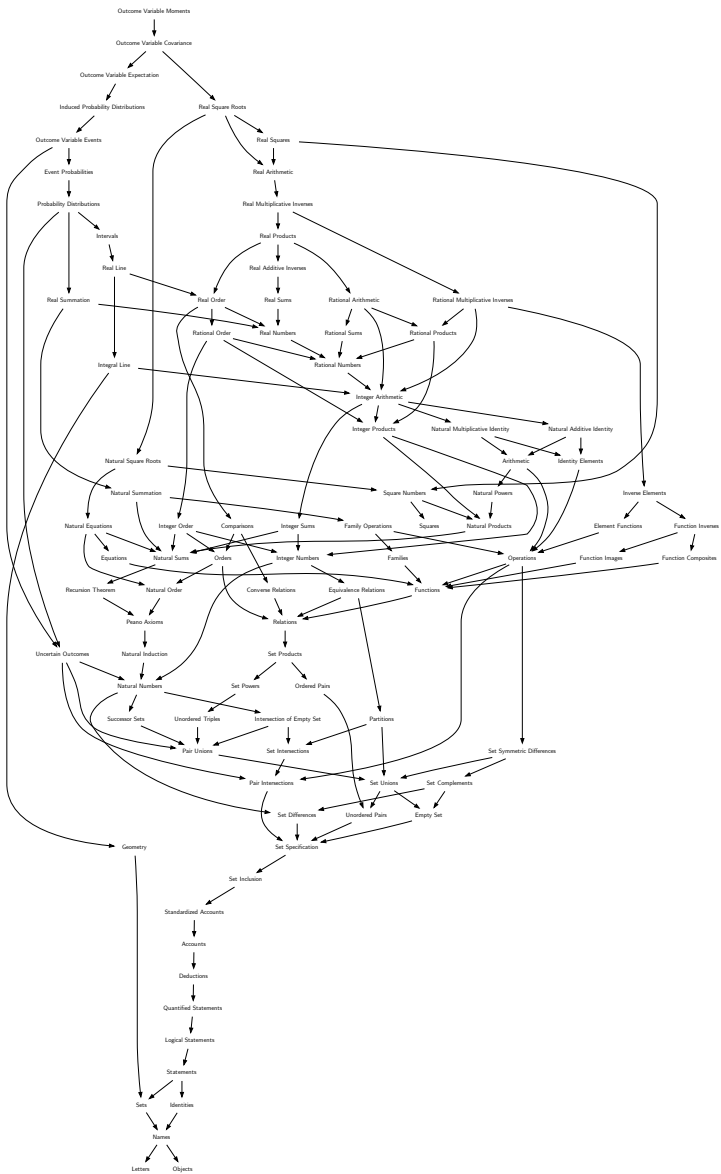 Outcome Variable Moments
Outcome Variable Covariance
Outcome Variable Expectation
Induced Probability Distributions Real Square Roots
Outcome Variable Events Real Squares
Event Probabilities Real Arithmetic
Probability Distributions Real Multiplicative Inverses
Intervals Real Products
Real Line Real Additive Inverses
Real Summation Real Order Real Sums Rational Arithmetic Rational Multiplicative Inverses
Rational Order Real Numbers Rational Sums Rational Products
Integral Line Rational Numbers
Integer Arithmetic
Integer Products Natural Multiplicative Identity Natural Additive Identity
Natural Square Roots Arithmetic Identity Elements
Natural Summation Square Numbers Natural Powers Inverse Elements
Natural Equations Integer Order Comparisons Integer Sums Family Operations Squares Natural Products Element Functions Function Inverses
Equations Natural Sums Orders Integer Numbers Families Operations Function Images Function Composites
Recursion Theorem Natural Order Converse Relations Equivalence Relations Functions
Peano Axioms Relations
Uncertain Outcomes Natural Induction Set Products
Natural Numbers Set Powers Ordered Pairs
Successor Sets Unordered Triples Intersection of Empty Set Partitions
Pair Unions Set Intersections Set Symmetric Differences
Pair Intersections Set Unions Set Complements
Set Differences Unordered Pairs Empty Set
Geometry Set Specification
Set Inclusion
Standardized Accounts
Accounts
Deductions
Quantified Statements
Logical Statements
Statements
Sets Identities
Names
Letters Objects